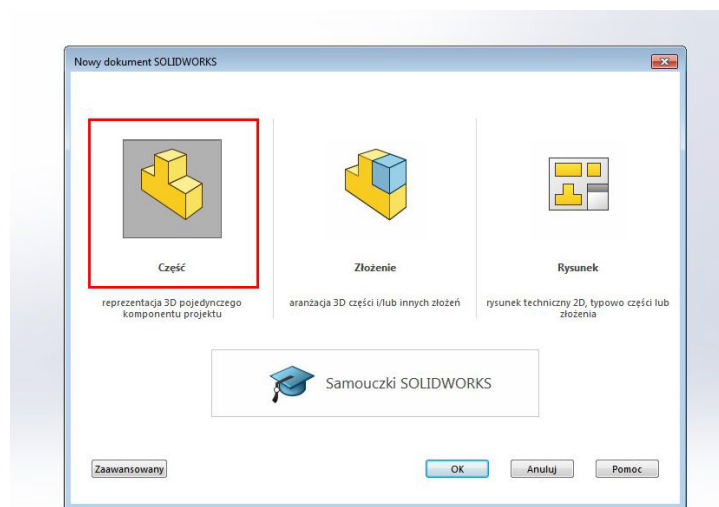 Nowy dokument SOLIDWORKS
Część
Złożenie
Rysunek
reprezentacja 3D pojedynczego
komponentu projektu
aranżacja 3D części i/lub innych złożeń
rysunek techniczny 2D, typowo części lub
złożenia
Samouczki SOLIDWORKS
Zaawansowany
OK
Anuluj
Pomoc